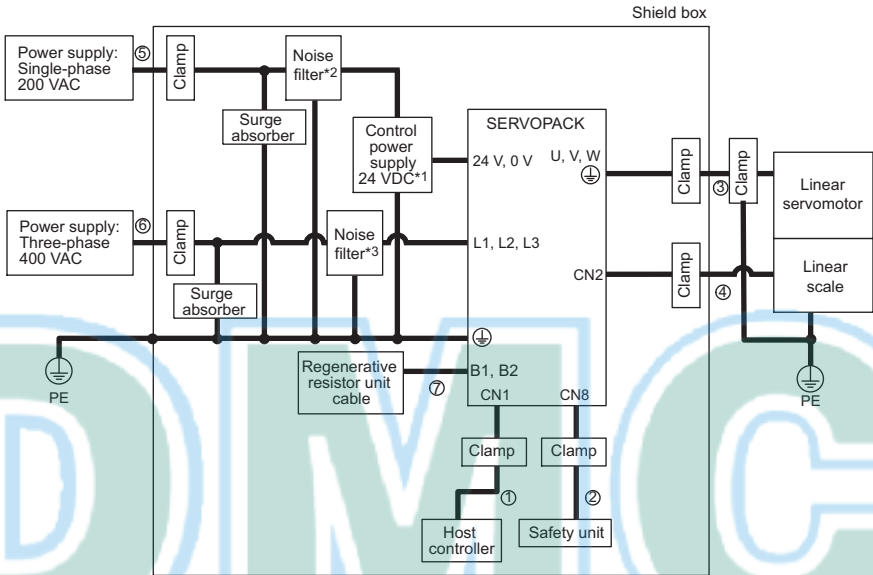 Shield box
Power supply:
Single-phase
200 VAC
⑤
Clamp
Noise
filter*2
Surge
absorber
Control
power
supply
24 VDC*1
SERVOPACK
24 V, 0 V
U, V, W
Clamp
③
Clamp
Linear
servomotor
Power supply:
Three-phase
400 VAC
⑥
Clamp
Noise
filter*3
L1, L2, L3
CN2
Clamp
④
Linear
scale
Surge
absorber
PE
Regenerative
resistor unit
cable
⑦
B1, B2
CN1
CN8
PE
Clamp
Clamp
①
②
Host
controller
Safety unit
DMC